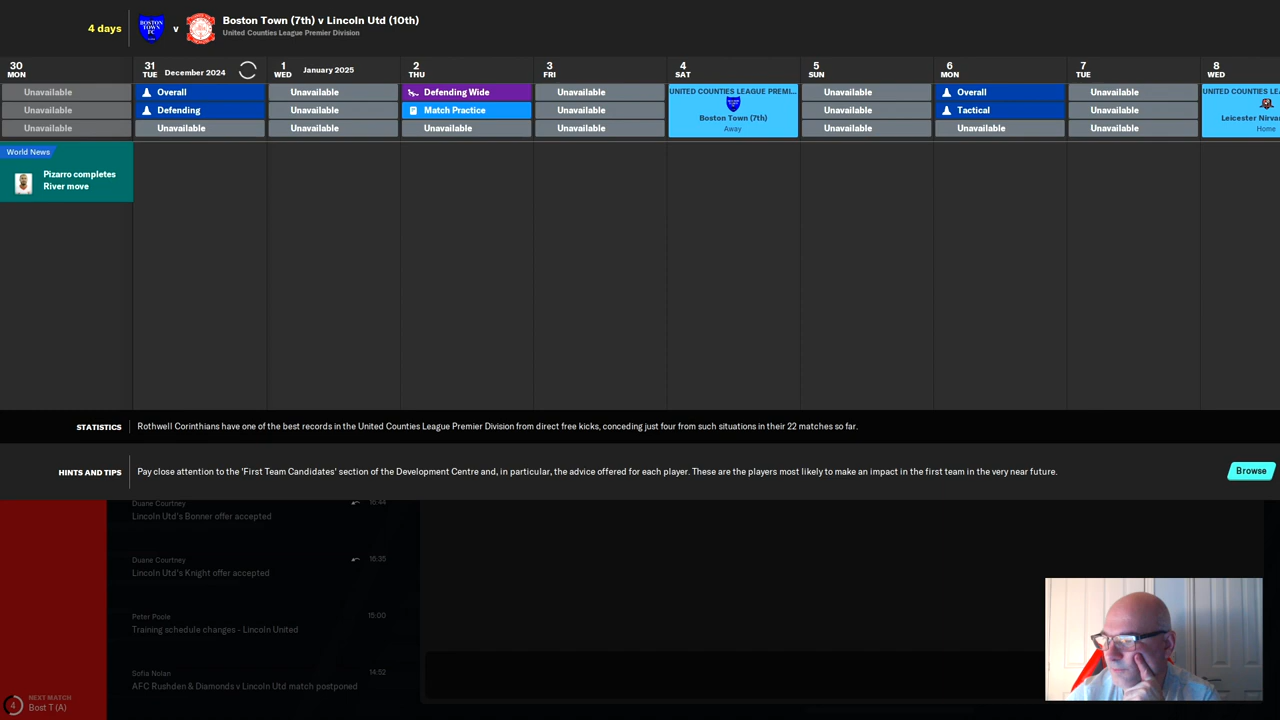 4 days
BOSTON TOWN FC
v
Boston Town (7th) v Lincoln Utd (10th)
United Counties League Premier Division
30 MON
31 TUE December 2024
1 WED January 2025
2 THU
3 FRI
4 SAT
5 SUN
6 MON
7 TUE
8 WED
Unavailable
Overall
Unavailable
Defending Wide
Unavailable
UNITED COUNTIES LEAGUE PREMI...
Unavailable
Overall
Unavailable
UNITED COUNTIES LEA
Unavailable
Defending
Unavailable
Match Practice
Unavailable
Boston Town (7th)
Unavailable
Tactical
Unavailable
Leicester Nirva
Unavailable
Unavailable
Unavailable
Unavailable
Unavailable
Away
Unavailable
Unavailable
Unavailable
Home
World News
Pizarro completes
River move
STATISTICS
Rothwell Corinthians have one of the best records in the United Counties League Premier Division from direct free kicks, conceding just four from such situations in their 22 matches so far.
HINTS AND TIPS
Pay close attention to the 'First Team Candidates' section of the Development Centre and, in particular, the advice offered for each player. These are the players most likely to make an impact in the first team in the very near future.
Browse
Duane Courtney 16:44
Lincoln Utd's Bonner offer accepted
Duane Courtney 16:35
Lincoln Utd's Knight offer accepted
Peter Poole 15:00
Training schedule changes - Lincoln United
Sofia Nolan 14:52
AFC Rushden & Diamonds v Lincoln Utd match postponed
4
NEXT MATCH
Bost T (A)